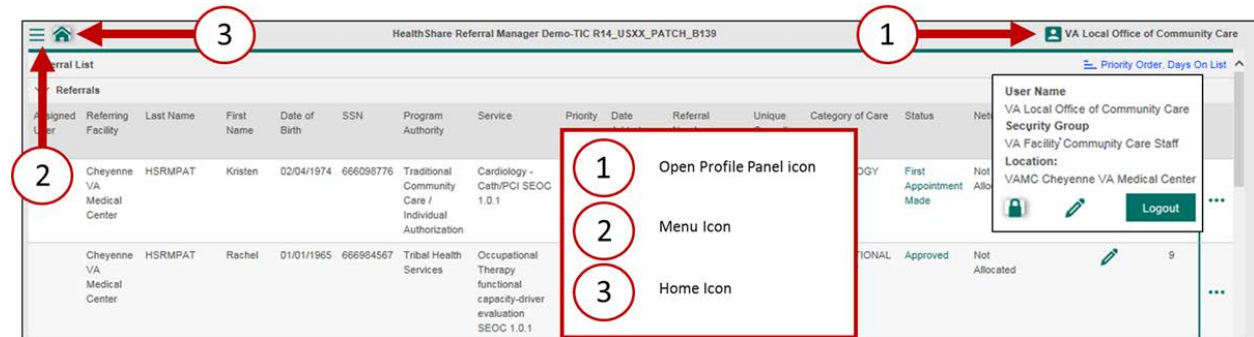 3
HealthShare Referral Manager Demo-TIC R14_USXX_PATCH_B139
1
VA Local Office of Community Care
Referral List
Priority Order, Days On List
Referrals
Assigned User
Referring Facility
Last Name
First Name
Date of Birth
SSN
Program Authority
Service
Priority
Date
Referral
Unique
Category of Care
Status
2
Cheyenne VA Medical Center
HSRMPAT
Kristen
02/04/1974
666098776
Traditional Community Care / Individual Authorization
Cardiology - Cath/PCI SEOC 1.0.1
OGY
First Appointment Made
Not
Cheyenne VA Medical Center
HSRMPAT
Rachel
01/01/1965
666984567
Tribal Health Services
Occupational Therapy functional capacity-driver evaluation SEOC 1.0.1
TIONAL
Approved
Not Allocated
9
User Name
VA Local Office of Community Care
Security Group
VA Facility Community Care Staff
Location:
VAMC Cheyenne VA Medical Center
Logout
1 Open Profile Panel icon
2 Menu Icon
3 Home Icon